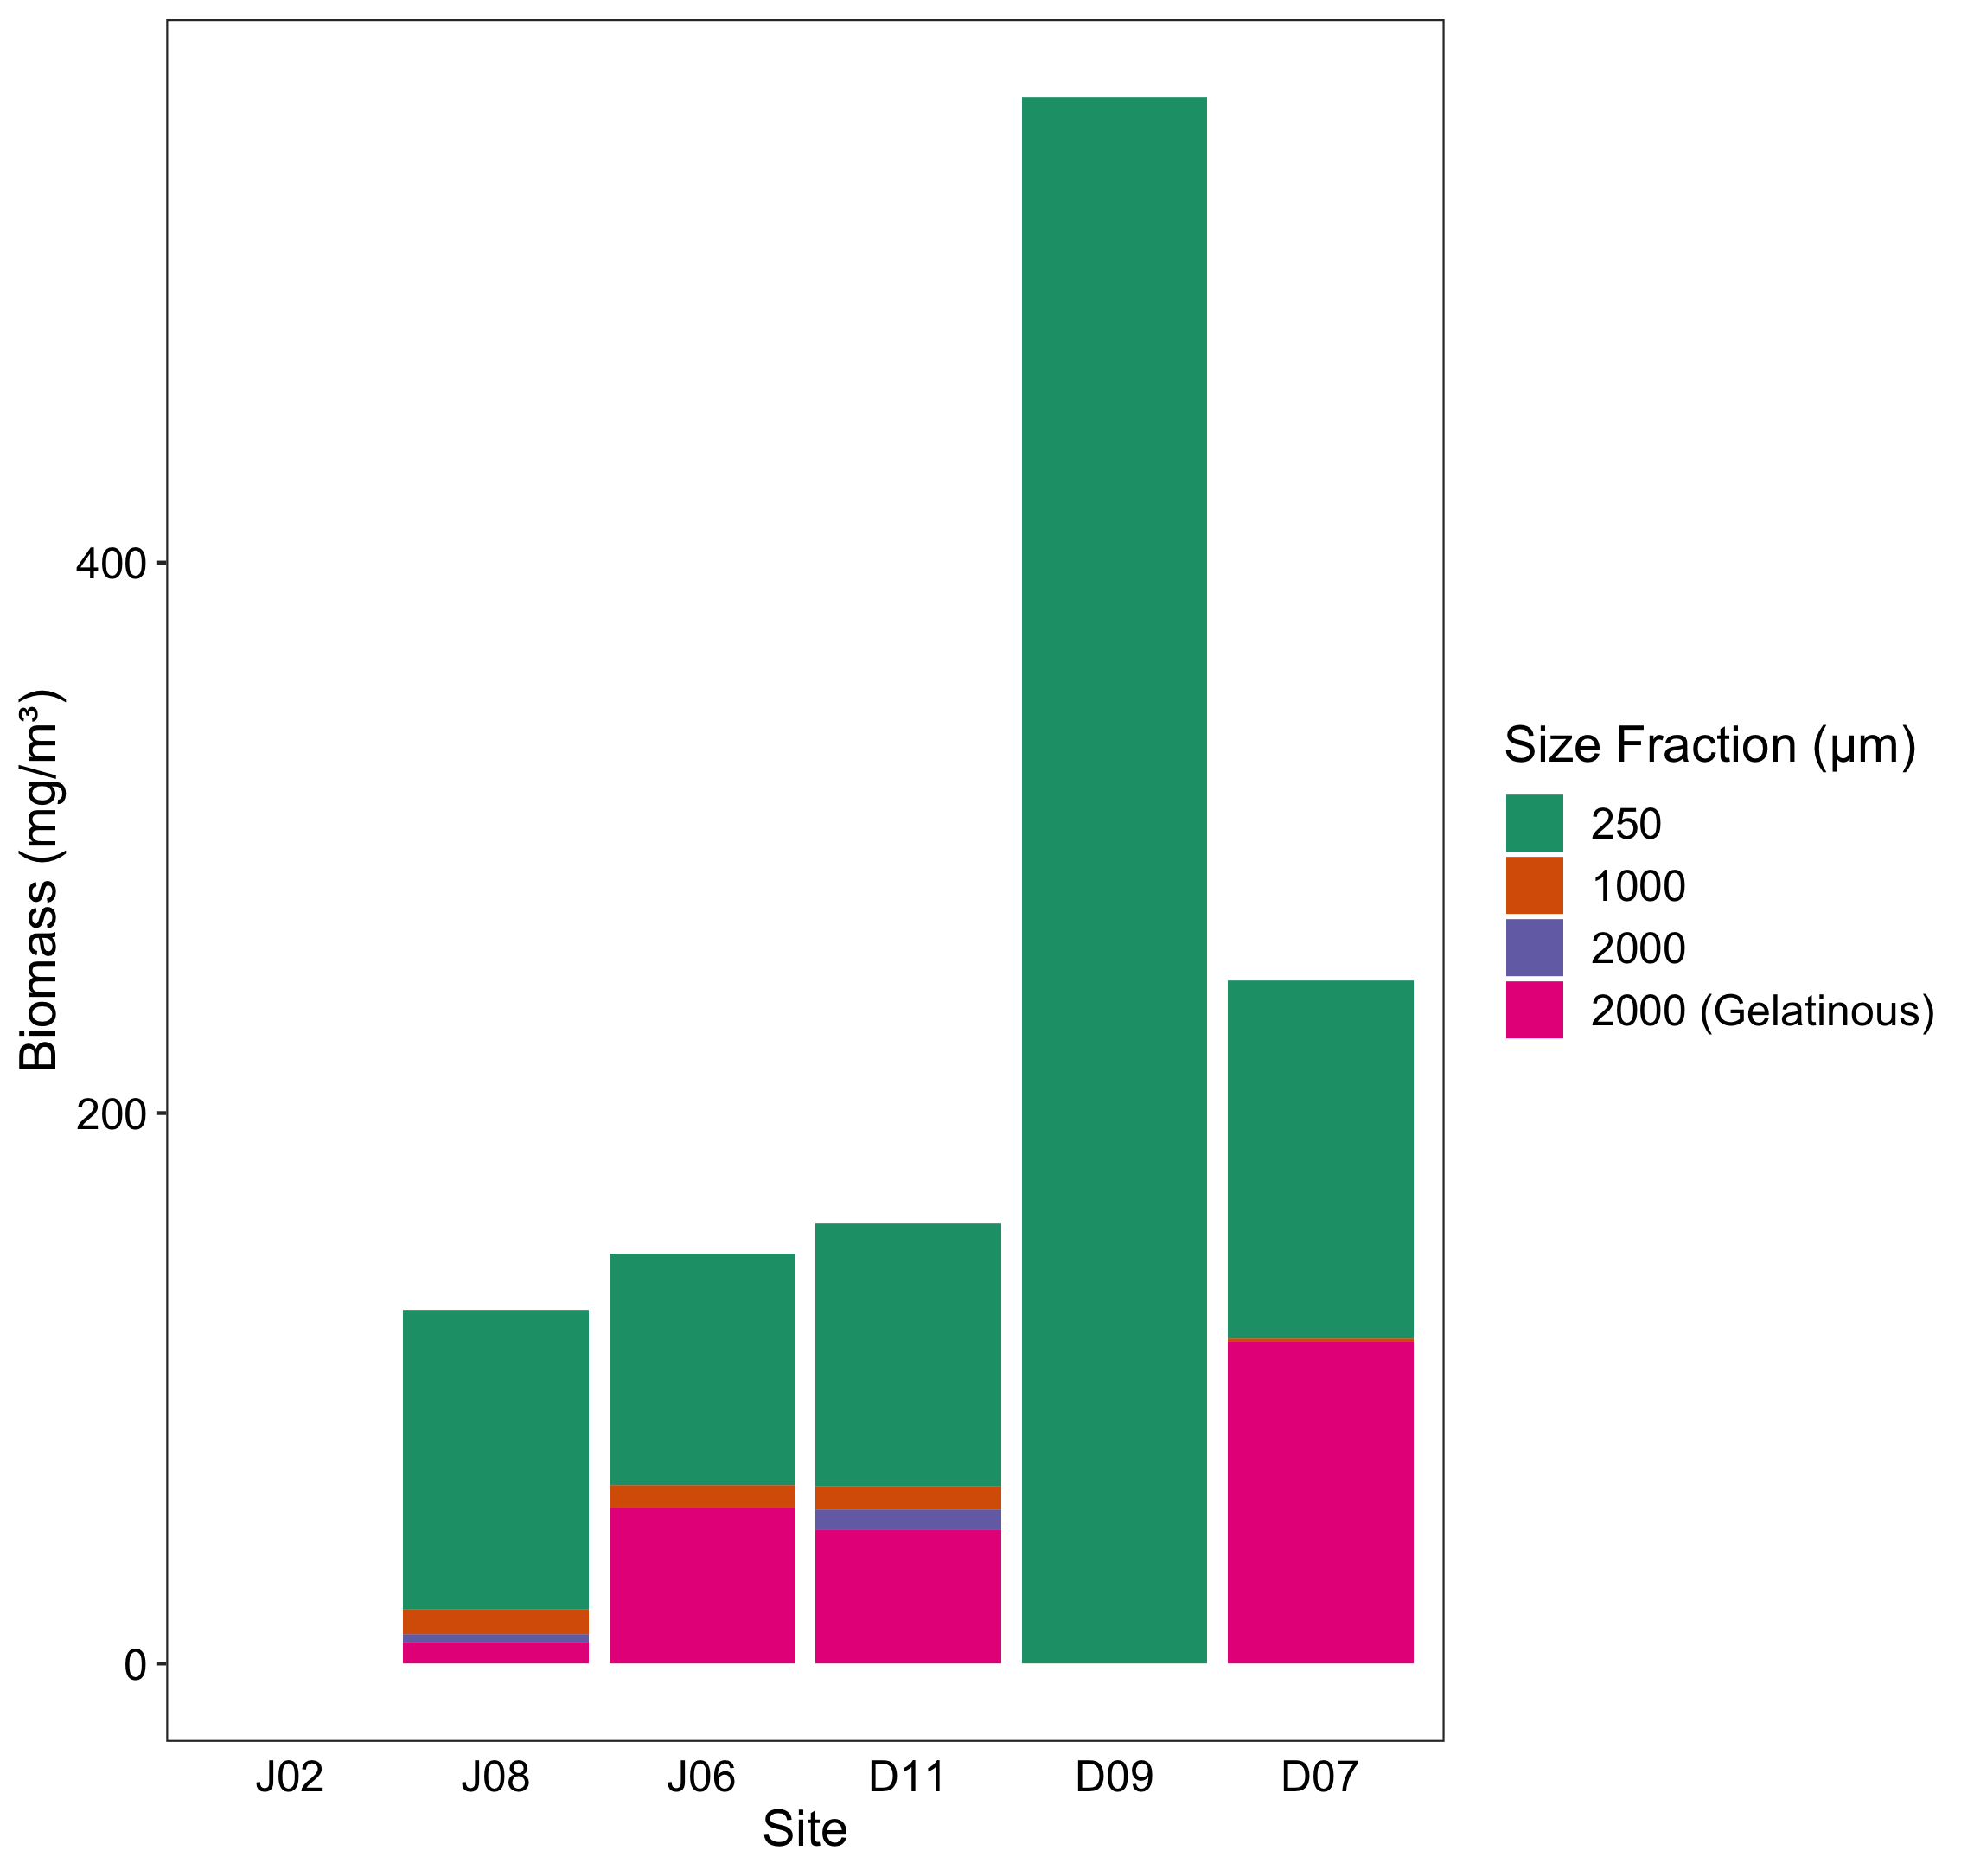 Biomass (mg/m³)
400
200
0
J02 J08 J06 D11 D09 D07
Site
Size Fraction (µm)
250
1000
2000
2000 (Gelatinous)